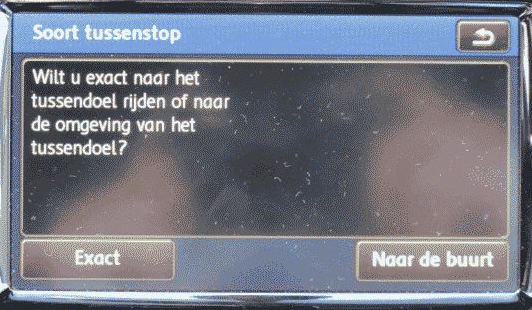 Soort tussenstop
Wilt u exact naar het
tussendoel rijden of naar
de omgeving van het
tussendoel?
Exact
Naar de buurt